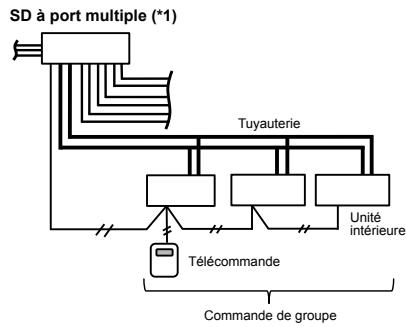 SD à port multiple (*1)
Tuyauterie
Unité
intérieure
Télécommande
Commande de groupe